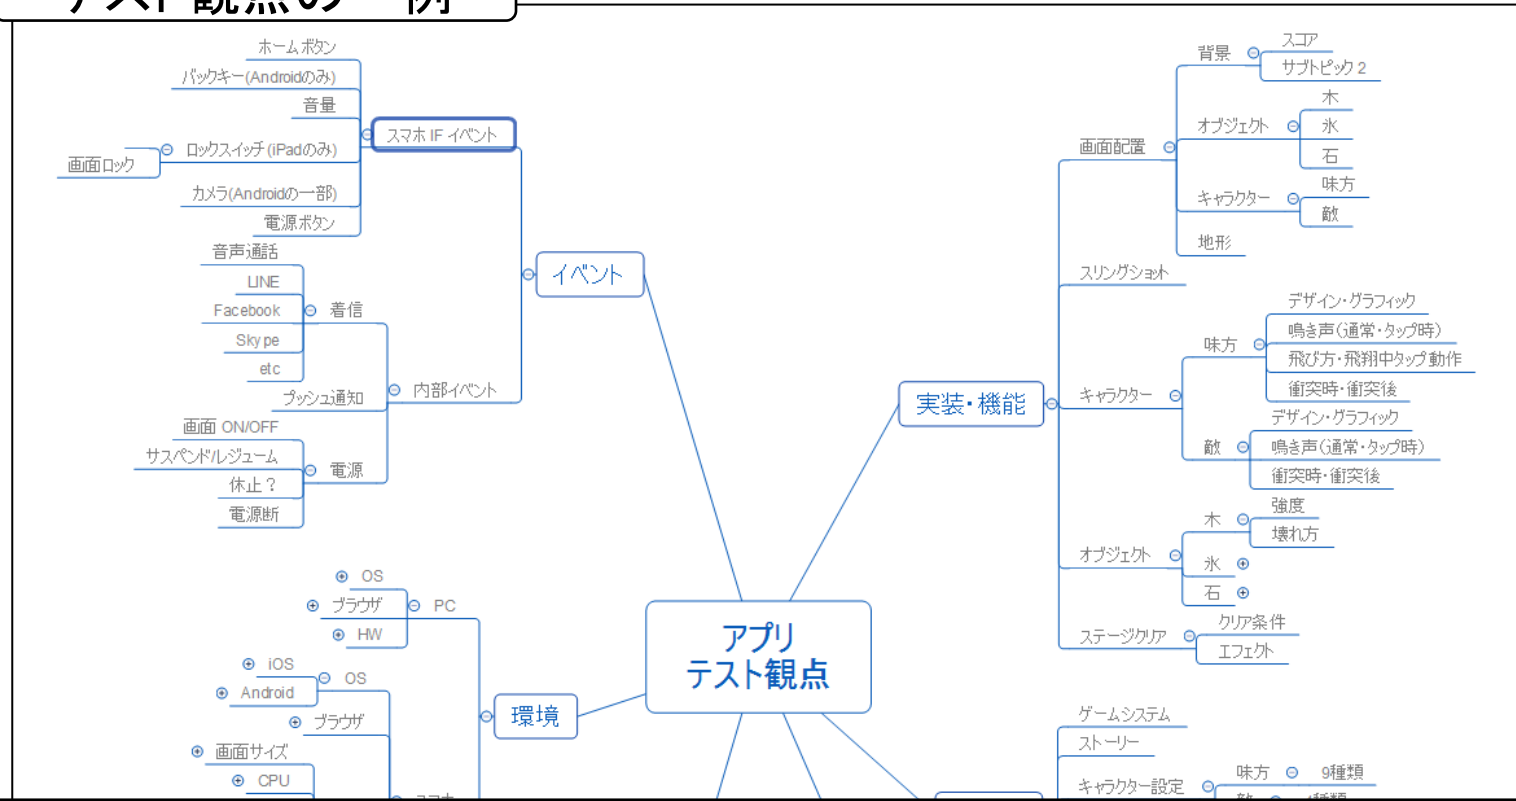 テスト観点の一例
ホームボタン
バックキー(Androidのみ)
音量
ロックスイッチ(iPadのみ)
画面ロック
カメラ(Androidの一部)
電源ボタン
スマホ IF イベント
音声通話
LINE
Facebook
Skype
etc
着信
プッシュ通知
内部イベント
画面 ON/OFF
サスペンド/レジューム
休止？
電源断
電源
イベント
OS
ブラウザ
HW
PC
iOS
Android
OS
ブラウザ
画面サイズ
CPU
スマホ
環境
アプリ
テスト観点
実装・機能
画面配置
背景
スコア
サブトピック 2
オブジェクト
木
氷
石
キャラクター
味方
敵
地形
スリングショット
キャラクター
味方
デザイン・グラフィック
鳴き声（通常・タップ時）
飛び方・飛翔中タップ動作
衝突時・衝突後
敵
デザイン・グラフィック
鳴き声（通常・タップ時）
衝突時・衝突後
オブジェクト
木
強度
壊れ方
氷
石
ステージクリア
クリア条件
エフェクト
ゲームシステム
ストーリー
キャラクター設定
味方
9種類
敵